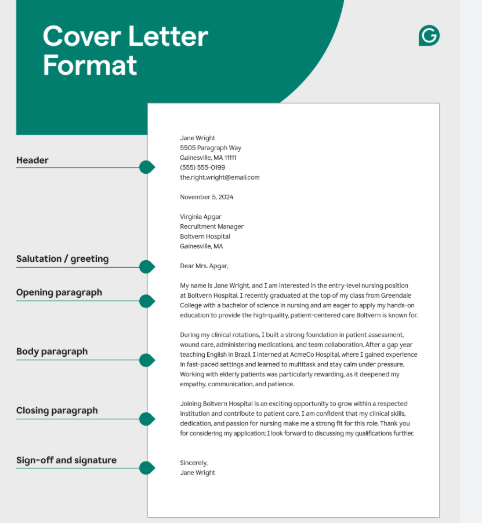 Cover Letter
Format
G
Header
Jane Wright
5505 Paragraph Way
Gainesville, MA 11111
(555) 555-0199
the.right.wright@email.com
November 5, 2024
Virginia Apgar
Recruitment Manager
Boltvern Hospital
Gainesville, MA
Salutation / greeting
Dear Mrs. Apgar,
Opening paragraph
My name is Jane Wright, and I am interested in the entry-level nursing position
at Boltvern Hospital. I recently graduated at the top of my class from Greendale
College with a bachelor of science in nursing and am eager to apply my hands-on
education to provide the high-quality, patient-centered care Boltvern is known for.
Body paragraph
During my clinical rotations, I built a strong foundation in patient assessment,
wound care, administering medications, and team collaboration. After a gap year
teaching English in Brazil, I interned at AcmeCo Hospital, where I gained experience
in fast-paced settings and learned to multitask and stay calm under pressure.
Working with elderly patients was particularly rewarding, as it deepened my
empathy, communication, and patience.
Closing paragraph
Joining Boltvern Hospital is an exciting opportunity to grow within a respected
institution and contribute to patient care. I am confident that my clinical skills,
dedication, and passion for nursing make me a strong fit for this role. Thank you
for considering my application; I look forward to discussing my qualifications further.
Sign-off and signature
Sincerely,
Jane Wright